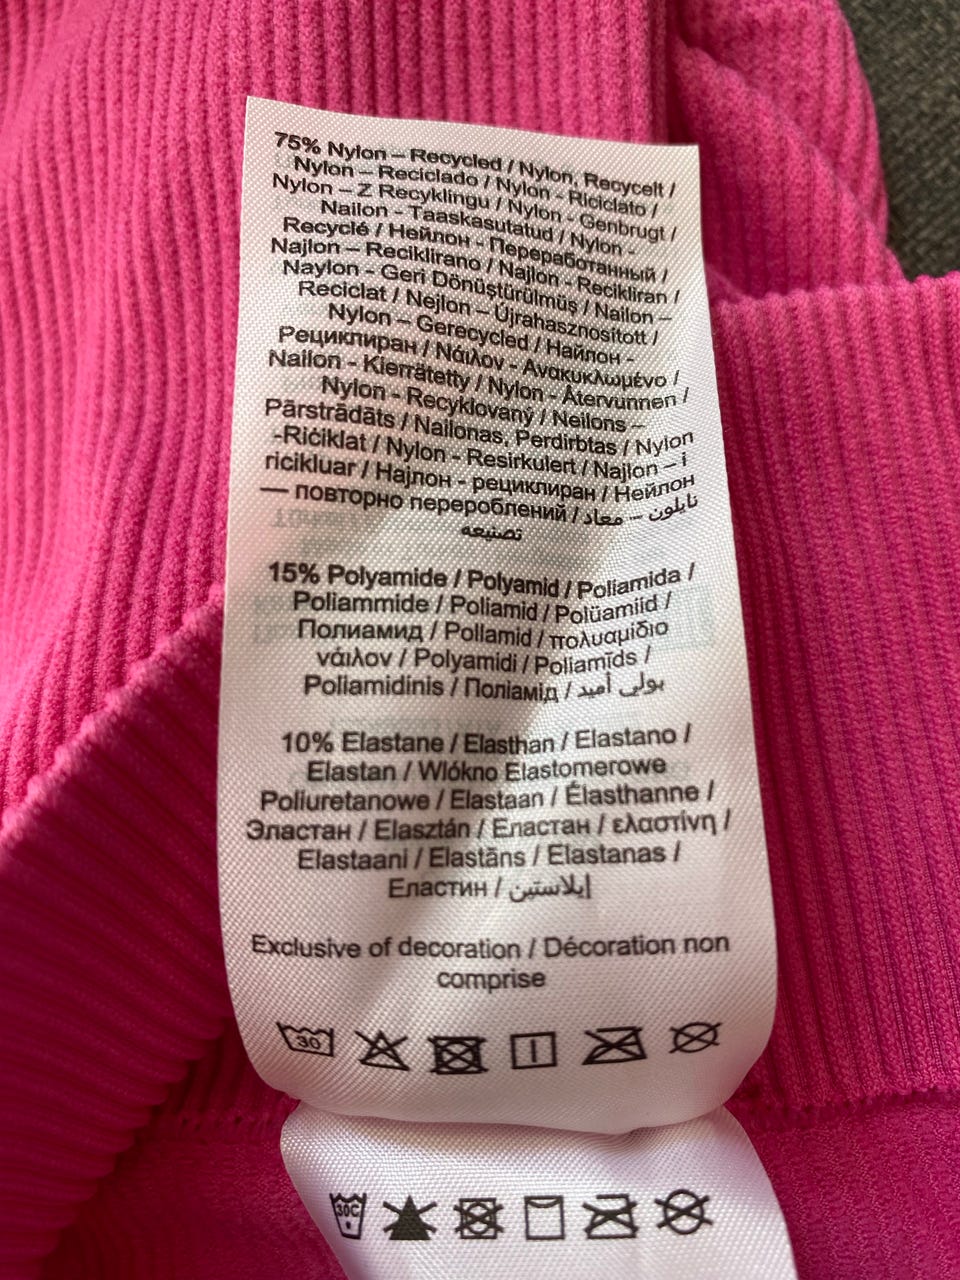 75% Nylon – Recycled / Nylon, Recycelt /
Nylon – Reciclado / Nylon - Riciclato /
Nylon – Z Recyklingu / Nylon - Genbrugt /
Nailon - Taaskasutatud / Nylon -
Recyclé / Нейлон - Переработанный /
Najlon – Reciklirano / Najlon - Recikliran /
Naylon - Geri Dönüştürülmüş / Nailon –
Reciclat / Nejlon – Újrahasznosított /
Nylon – Gerecycled / Найлон -
Рециклиран / Νάιλον - Ανακυκλωμένο /
Nailon - Kierrätetty / Nylon - Återvunnen /
Nylon - Recyklovaný / Neilons –
Pārstrādāts / Nailonas, Perdirbtas / Nylon
-Riċiklat / Nylon - Resirkulert / Najlon – i
ricikluar / Најлон - рециклиран / Нейлон
— повторно перероблений / نايلون — معاد
تصنيعه
15% Polyamide / Polyamid / Poliamida /
Poliammide / Poliamid / Polüamiid /
Полиамид / Pollamid / πολυαμίδιο
νάιλον / Polyamidi / Poliamīds /
Poliamidinis / Поліамід / بولي أميد
10% Elastane / Elasthan / Elastano /
Elastan / Wlókno Elastomerowe
Poliuretanowe / Elastaan / Élasthanne /
Эластан / Elasztán / Еластан / ελαστίνη /
Elastaani / Elastāns / Elastanas /
Еластин / إيلاستين
Exclusive of decoration / Décoration non
comprise
30
30C